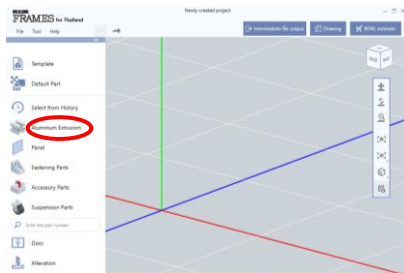 FRAMES for Thailand
Newly created project
File Tool Help
Intermediate file output
Drawing
BOM, Estimate
Template
Default Part
Select from History
Aluminum Extrusion
Panel
Fastening Parts
Accessory Parts
Suspension Parts
Enter the part number
Door
Alteration